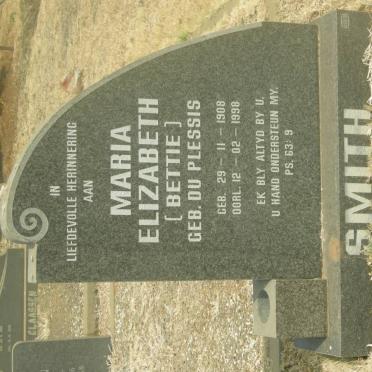 IN
LIEFDEVOLLE HERINNERING
AAN
MARIA
ELIZABETH
( BETTIE )
GEB. DU PLESSIS
GEB. 29 - 11 - 1908
OORL. 12 - 02 - 1998
EK BLY ALTYD BY U,
U HAND ONDERSTEUN MY.
PS. 63: 9
SMITH
CLAASSEN